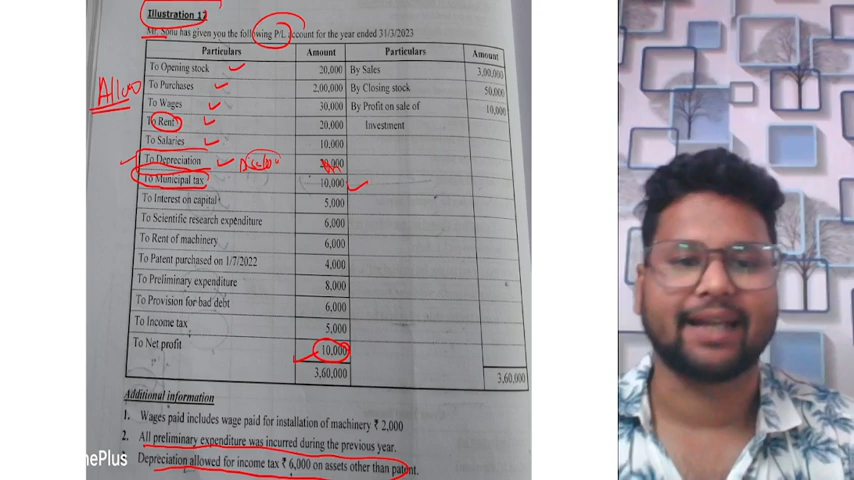 Illustration 12
Mr. Sonu has given you the following P/L account for the year ended 31/3/2023
Particulars Amount Particulars Amount
To Opening stock 20,000 By Sales 3,00,000
To Purchases 2,00,000 By Closing stock 50,000
To Wages 30,000 By Profit on sale of 10,000
To Rent 20,000 Investment
To Salaries 10,000
To Depreciation
To Municipal tax 10,000
To Interest on capital 5,000
To Scientific research expenditure 6,000
To Rent of machinery 6,000
To Patent purchased on 1/7/2022 4,000
To Preliminary expenditure 8,000
To Provision for bad debt 6,000
To Income tax 5,000
To Net profit 10,000
3,60,000 3,60,000
Additional information
1. Wages paid includes wage paid for installation of machinery ₹ 2,000
2. All preliminary expenditure was incurred during the previous year.
Depreciation allowed for income tax ₹ 6,000 on assets other than patent.
nePlus